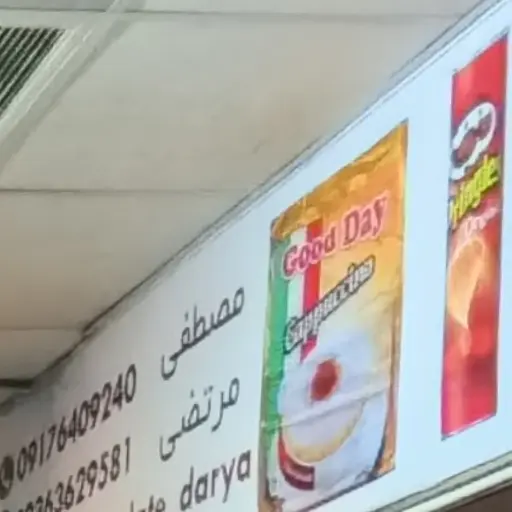 مصطفی 09176409240
مرتضی 09363629581
darya
Good Day
Cappuccino
Pringles